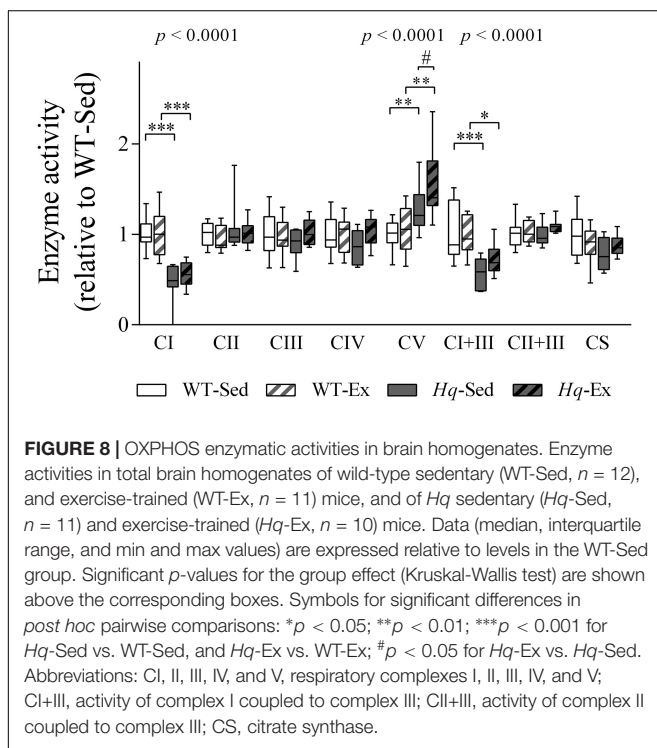 p < 0.0001 p < 0.0001 p < 0.0001
#
** **
*** *** ** *** *
Enzyme activity
(relative to WT-Sed)
2
1
0
CI CII CIII CIV CV CI+III CII+III CS
WT-Sed WT-Ex Hq-Sed Hq-Ex
FIGURE 8 | OXPHOS enzymatic activities in brain homogenates. Enzyme
activities in total brain homogenates of wild-type sedentary (WT-Sed, n = 12),
and exercise-trained (WT-Ex, n = 11) mice, and of Hq sedentary (Hq-Sed,
n = 11) and exercise-trained (Hq-Ex, n = 10) mice. Data (median, interquartile
range, and min and max values) are expressed relative to levels in the WT-Sed
group. Significant p-values for the group effect (Kruskal-Wallis test) are shown
above the corresponding boxes. Symbols for significant differences in
post hoc pairwise comparisons: *p < 0.05; **p < 0.01; ***p < 0.001 for
Hq-Sed vs. WT-Sed, and Hq-Ex vs. WT-Ex; #p < 0.05 for Hq-Ex vs. Hq-Sed.
Abbreviations: CI, II, III, IV, and V, respiratory complexes I, II, III, IV, and V;
CI+III, activity of complex I coupled to complex III; CII+III, activity of complex II
coupled to complex III; CS, citrate synthase.